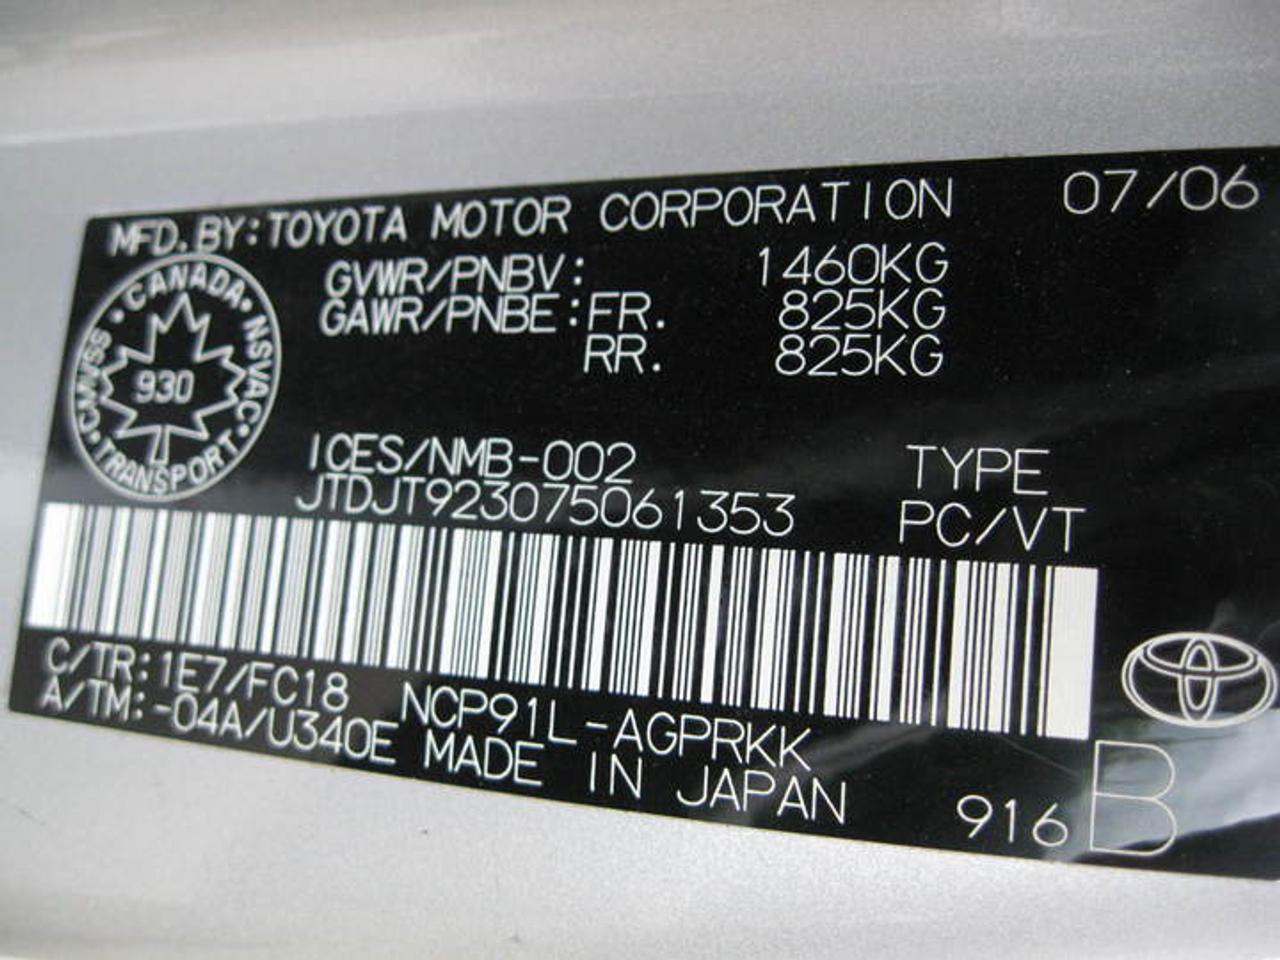 MFD. BY: TOYOTA MOTOR CORPORATION 07/06
GVWR/PNBV: 1460KG
GAWR/PNBE: FR. 825KG
RR. 825KG
CANADA • NSVAC • TRANSPORT • CMVSS •
930
ICES/NMB-002
JTDJT923075061353
TYPE
PC/VT
C/TR: 1E7/FC18 NCP91L-AGPRKK
A/TM: -04A/U340E MADE IN JAPAN
916 B